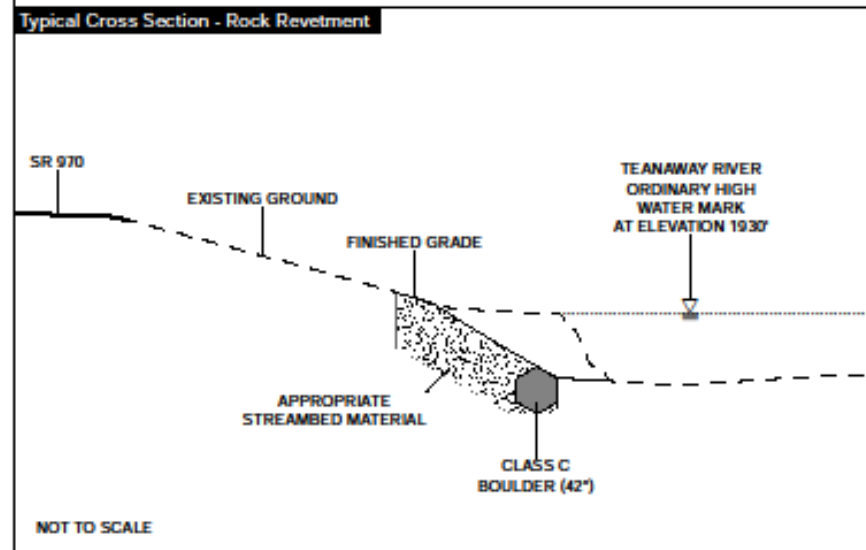 Typical Cross Section - Rock Revetment
SR 970
EXISTING GROUND
FINISHED GRADE
TEANAWAY RIVER
ORDINARY HIGH
WATER MARK
AT ELEVATION 1930'
APPROPRIATE
STREAMBED MATERIAL
CLASS C
BOULDER (42")
NOT TO SCALE